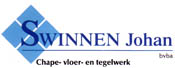 SWINNEN Johan
bvba
Chape- vloer- en tegelwerk